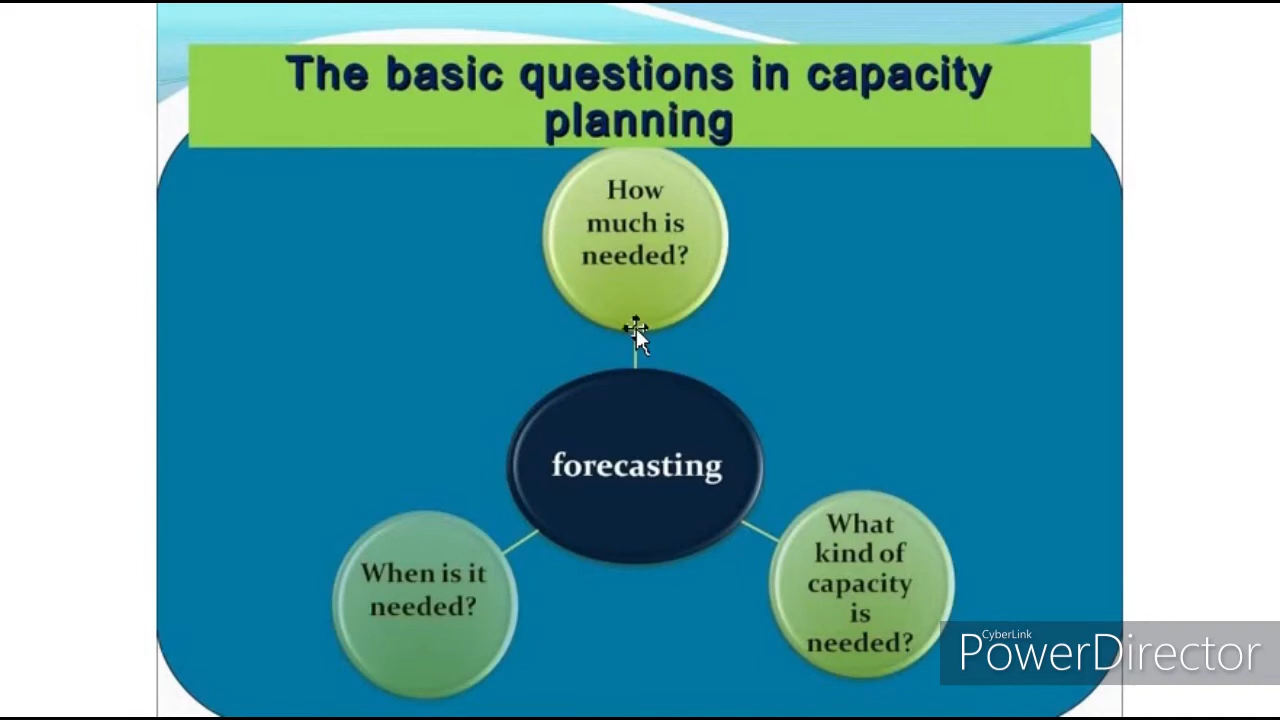 The basic questions in capacity
planning
How
much is
needed?
forecasting
When is it
needed?
What
kind of
capacity
is
needed?
CyberLink
PowerDirector